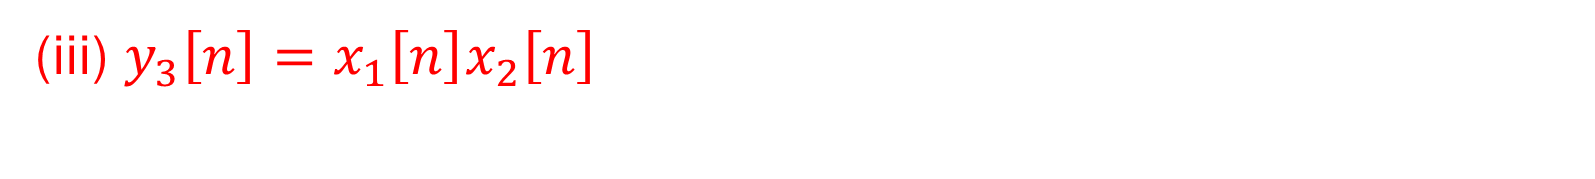 (iii) 𝑦₃[𝑛] = 𝑥₁[𝑛]𝑥₂[𝑛]